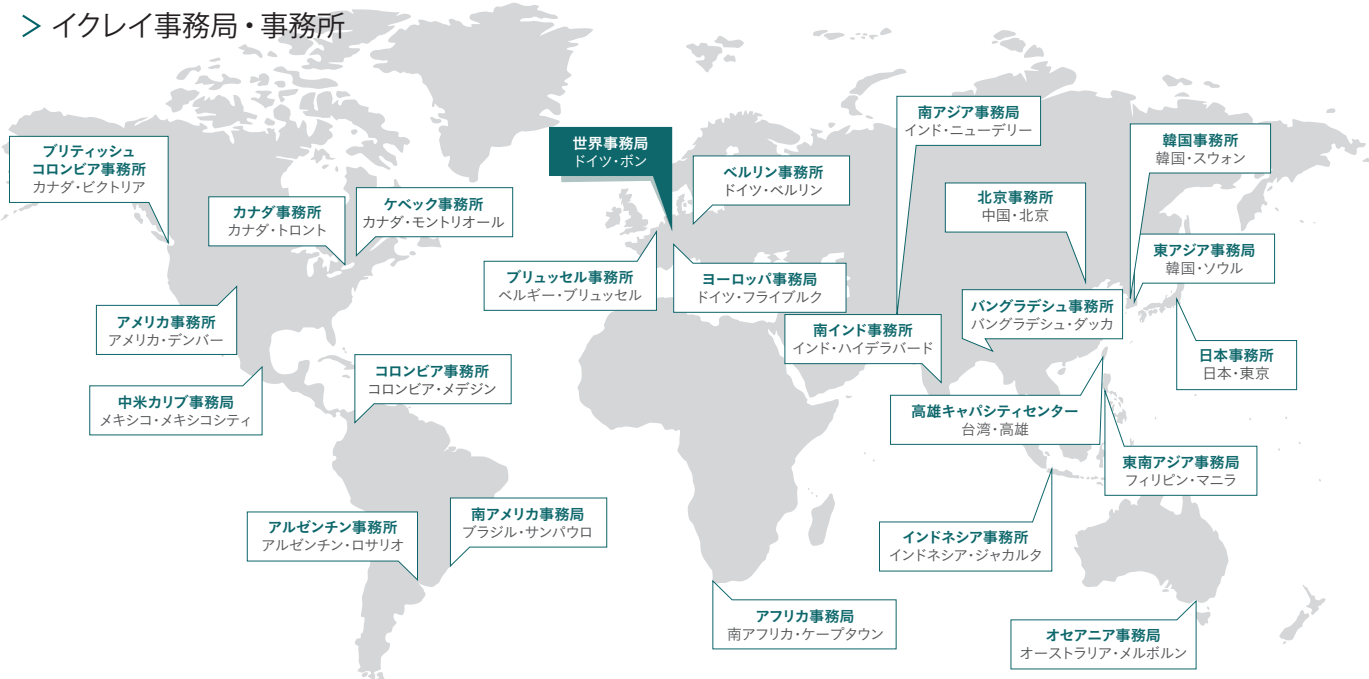 > イクレイ事務局・事務所
ブリティッシュ
コロンビア事務所
カナダ・ビクトリア
カナダ事務所
カナダ・トロント
ケベック事務所
カナダ・モントリオール
アメリカ事務所
アメリカ・デンバー
中米カリブ事務局
メキシコ・メキシコシティ
コロンビア事務所
コロンビア・メデジン
アルゼンチン事務所
アルゼンチン・ロサリオ
南アメリカ事務局
ブラジル・サンパウロ
世界事務局
ドイツ・ボン
ベルリン事務所
ドイツ・ベルリン
ブリュッセル事務所
ベルギー・ブリュッセル
ヨーロッパ事務局
ドイツ・フライブルク
アフリカ事務局
南アフリカ・ケープタウン
南アジア事務局
インド・ニューデリー
南インド事務所
インド・ハイデラバード
北京事務所
中国・北京
バングラデシュ事務所
バングラデシュ・ダッカ
韓国事務所
韓国・スウォン
東アジア事務局
韓国・ソウル
日本事務所
日本・東京
高雄キャパシティセンター
台湾・高雄
東南アジア事務局
フィリピン・マニラ
インドネシア事務所
インドネシア・ジャカルタ
オセアニア事務局
オーストラリア・メルボルン